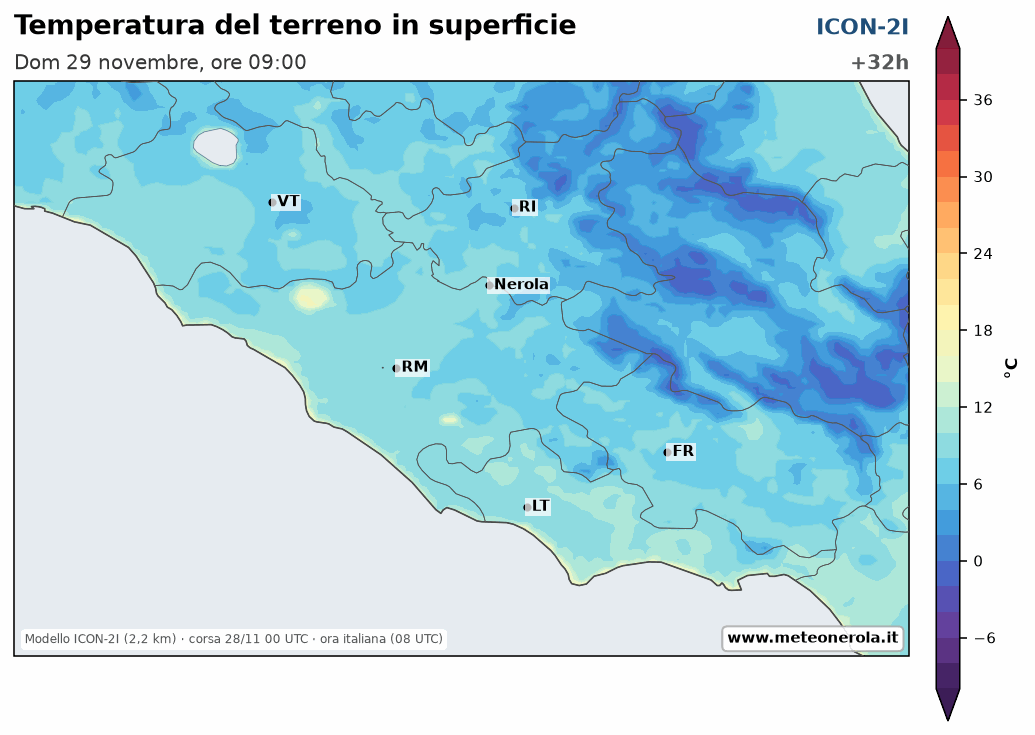 Temperatura del terreno in superficie
ICON-2I
Dom 29 novembre, ore 09:00
+32h
36
30
24
18
12
6
0
−6
°C
VT
RI
Nerola
RM
FR
LT
Modello ICON-2I (2,2 km) · corsa 28/11 00 UTC · ora italiana (08 UTC)
www.meteonerola.it